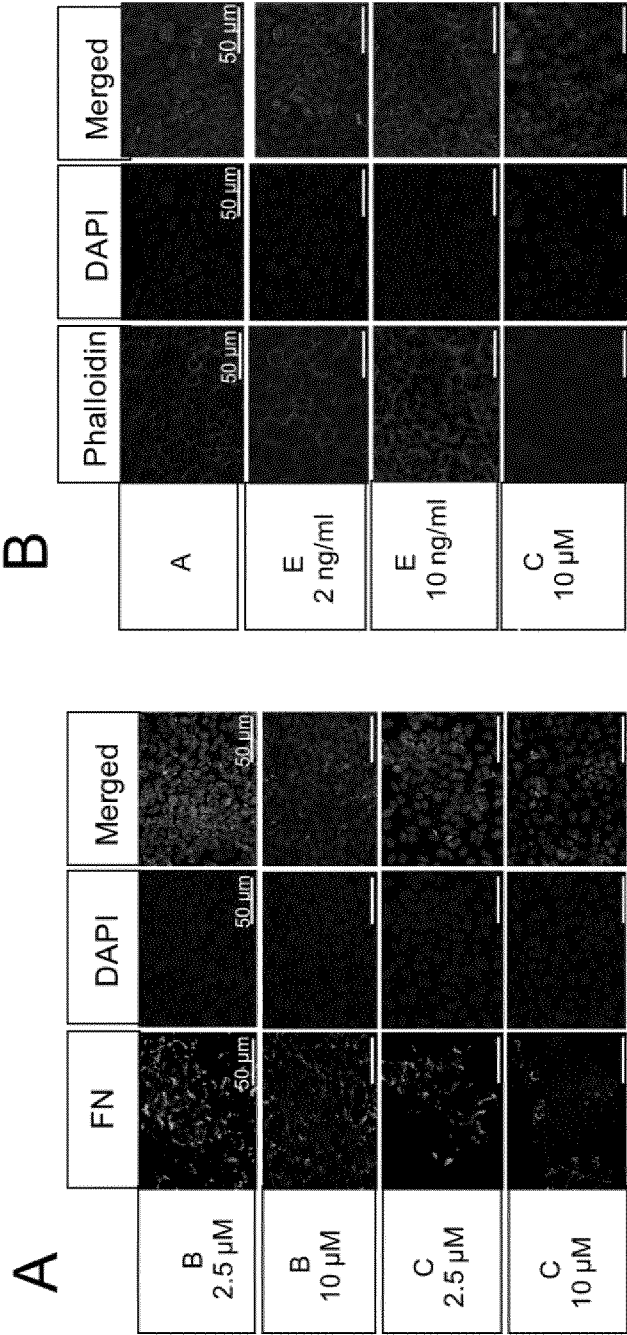 A
FN
DAPI
Merged
B
2.5 µM
50 µm
50 µm
50 µm
B
10 µM
C
2.5 µM
C
10 µM
B
Phalloidin
DAPI
Merged
A
50 µm
50 µm
50 µm
E
2 ng/ml
E
10 ng/ml
C
10 µM